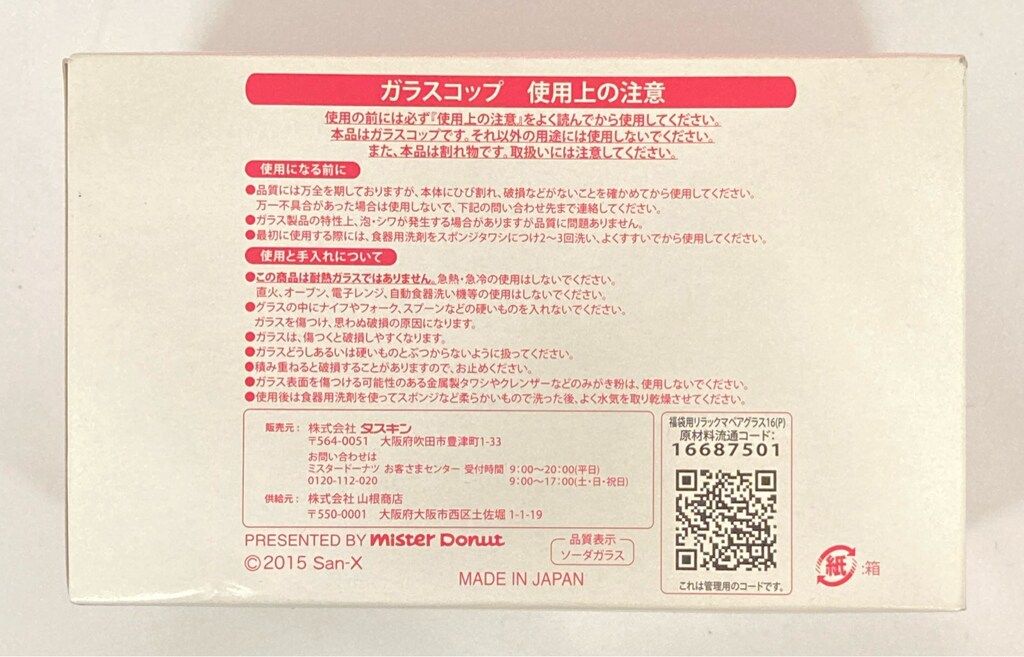 ガラスコップ 使用上の注意
使用の前には必ず『使用上の注意』をよく読んでから使用してください。
本品はガラスコップです。それ以外の用途には使用しないでください。
また、本品は割れ物です。取扱いには注意してください。
使用になる前に
●品質には万全を期しておりますが、本体にひび割れ、破損などがないことを確かめてから使用してください。
万一不具合があった場合は使用しないで、下記の問い合わせ先まで連絡してください。
●ガラス製品の特性上、泡・シワが発生する場合がありますが品質に問題ありません。
●最初に使用する際には、食器用洗剤をスポンジタワシにつけ2〜3回洗い、よくすすいでから使用してください。
使用と手入れについて
●この商品は耐熱ガラスではありません。急熱・急冷の使用はしないでください。
直火、オーブン、電子レンジ、自動食器洗い機等の使用はしないでください。
●グラスの中にナイフやフォーク、スプーンなどの硬いものを入れないでください。
ガラスを傷つけ、思わぬ破損の原因になります。
●ガラスは、傷つくと破損しやすくなります。
●ガラスどうしあるいは硬いものとぶつからないように扱ってください。
●積み重ねると破損することがありますので、お止めください。
●ガラス表面を傷つける可能性のある金属製タワシやクレンザーなどのみがき粉は、使用しないでください。
●使用後は食器用洗剤を使ってスポンジなど柔らかいもので洗った後、よく水気を取り乾燥させてください。
販売元: 株式会社 ダスキン
〒564-0051 大阪府吹田市豊津町1-33
お問い合わせは
ミスタードーナツ お客さまセンター 受付時間 9:00〜20:00(平日)
0120-112-020 9:00〜17:00(土・日・祝日)
供給元: 株式会社 山根商店
〒550-0001 大阪府大阪市西区土佐堀 1-1-19
福袋用リラックマペアグラス16(P)
原材料流通コード:
16687501
これは管理用のコードです。
PRESENTED BY mister Donut
©2015 San-X
品質表示
ソーダガラス
MADE IN JAPAN
紙:箱